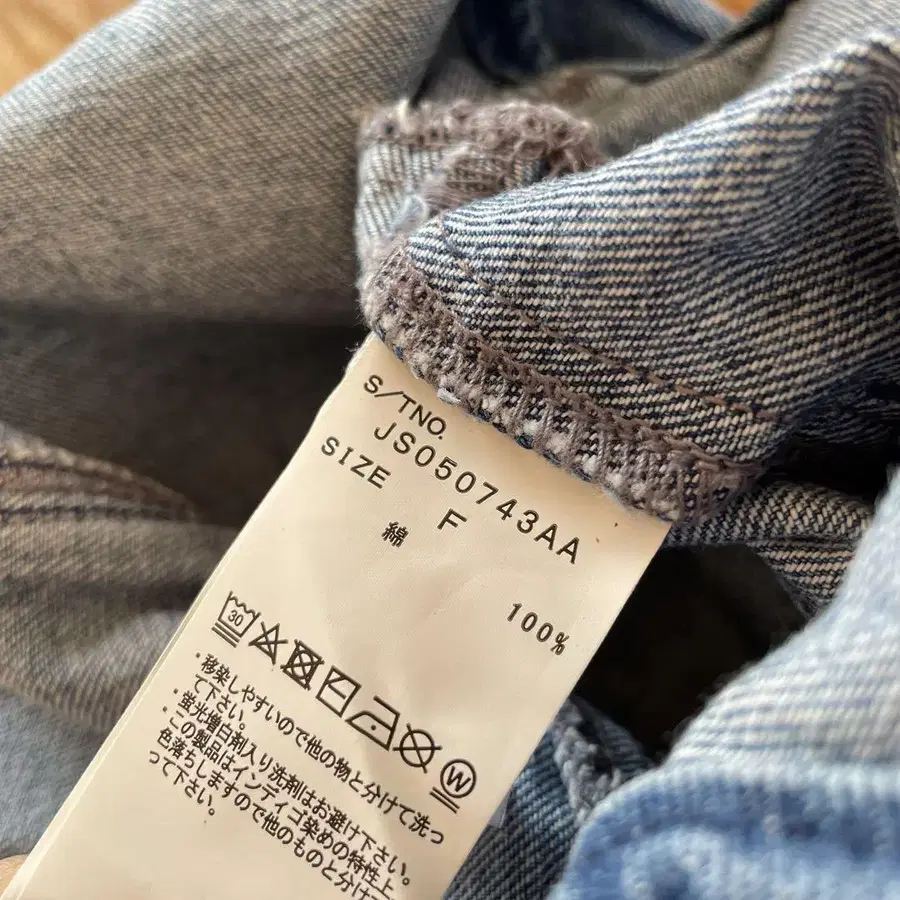 S/TNO.
JS050743AA
SIZE F
綿 100%
30
W
・移染しやすいので他の物と分けて洗っ
て下さい。
・蛍光増白剤入り洗剤はお避け下さい。
・この製品はインディゴ染めの特性上
色落ちしますので他のものと分けて洗
って下さい。